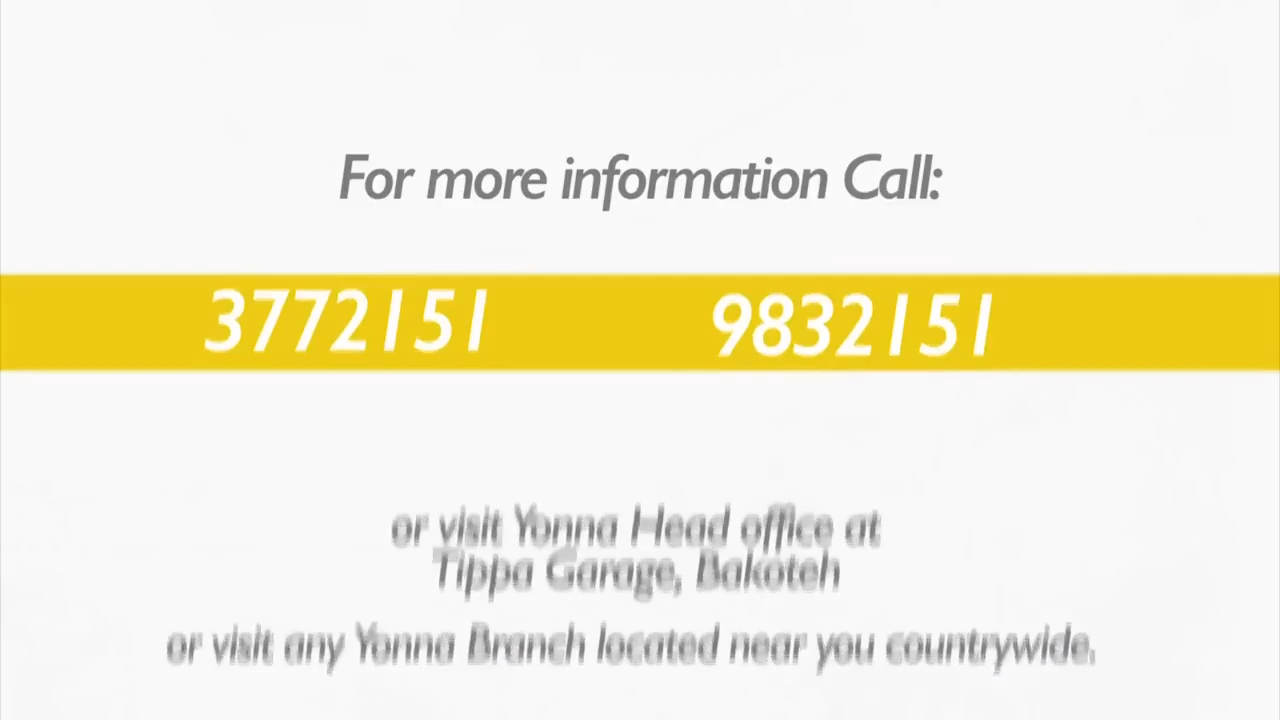 For more information Call:
3772151 9832151
or visit Yonna Head office at
Tippa Garage, Bakoteh
or visit any Yonna Branch located near you countrywide.